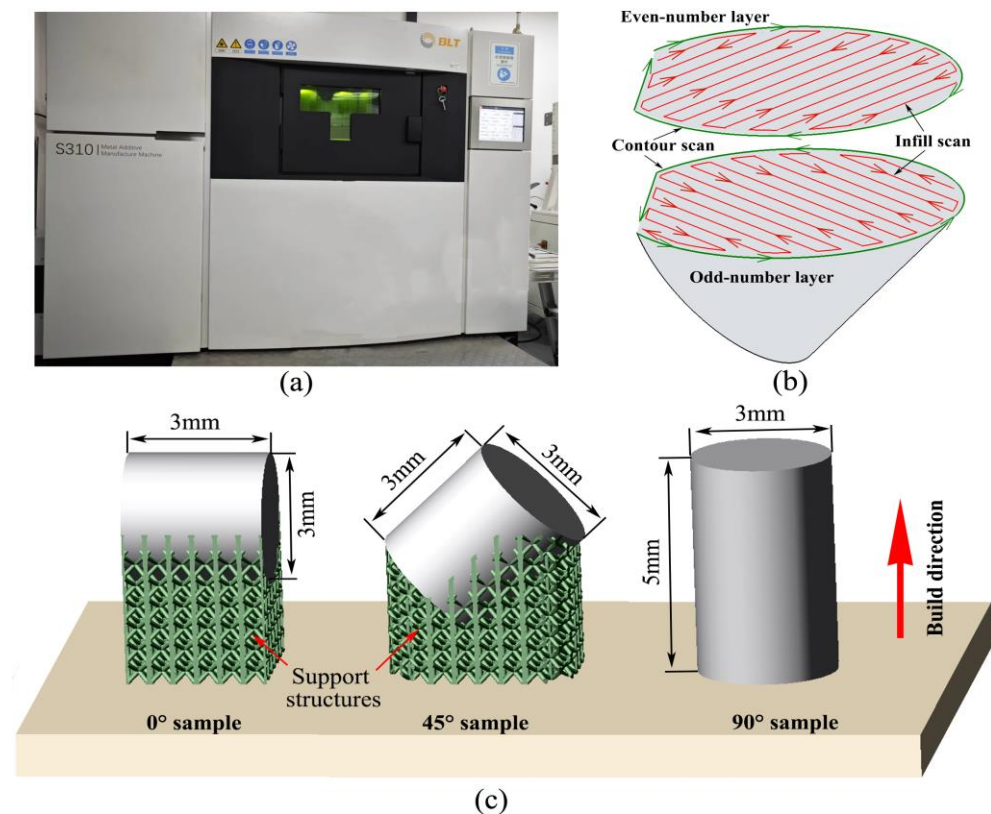 BLT
S310 Metal Additive
Manufacture Machine
(a)
Even-number layer
Contour scan
Infill scan
Odd-number layer
(b)
3mm
3mm
3mm
3mm
3mm
5mm
Build direction
Support
structures
0° sample
45° sample
90° sample
(c)